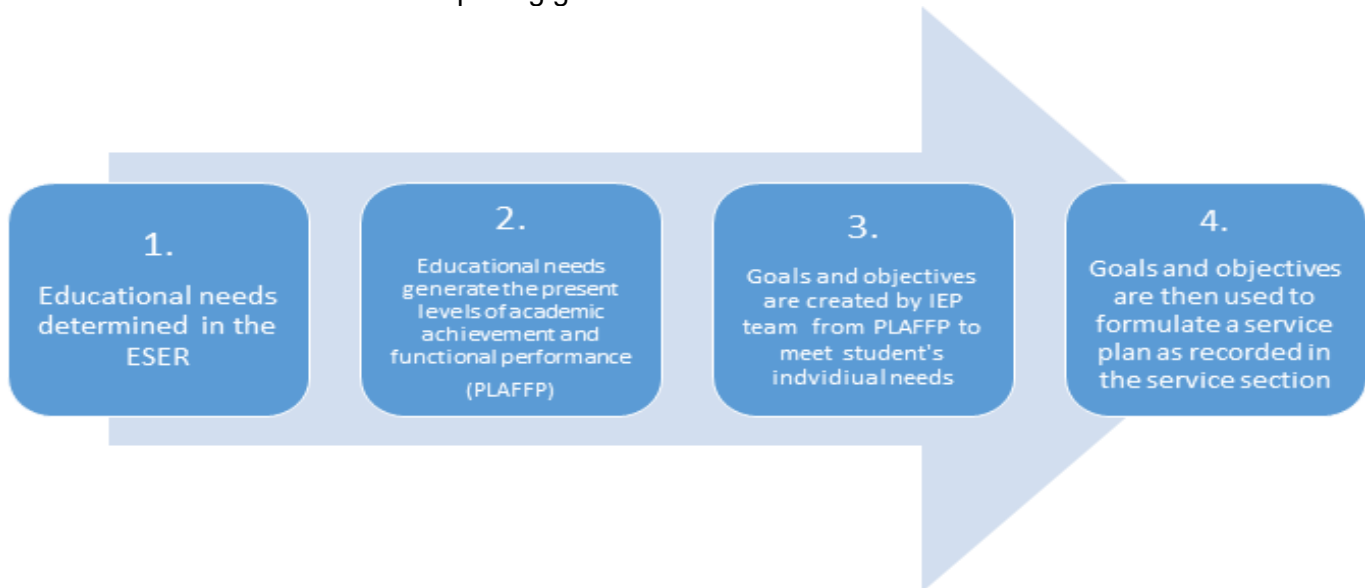 1.
Educational needs
determined in the
ESER
2.
Educational needs
generate the present
levels of academic
achievement and
functional performance
(PLAFFP)
3.
Goals and objectives
are created by IEP
team from PLAFFP to
meet student's
indvidiual needs
4.
Goals and objectives
are then used to
formulate a service
plan as recorded in
the service section